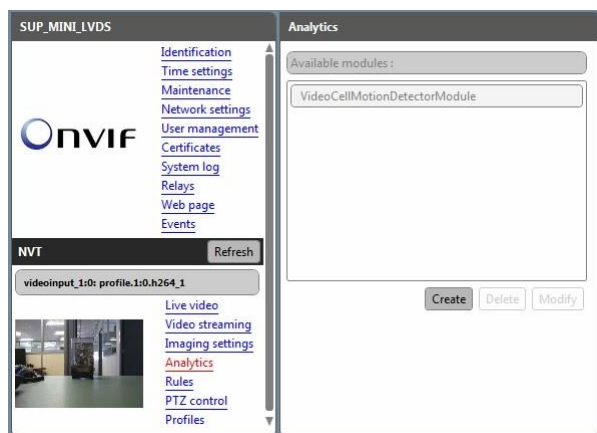 SUP_MINI_LVDS
Identification
Time settings
Maintenance
Network settings
User management
Certificates
System log
Relays
Web page
Events
Onvif
NVT
Refresh
videoinput_1:0: profile.1:0.h264_1
Live video
Video streaming
Imaging settings
Analytics
Rules
PTZ control
Profiles
Analytics
Available modules :
VideoCellMotionDetectorModule
Create
Delete
Modify